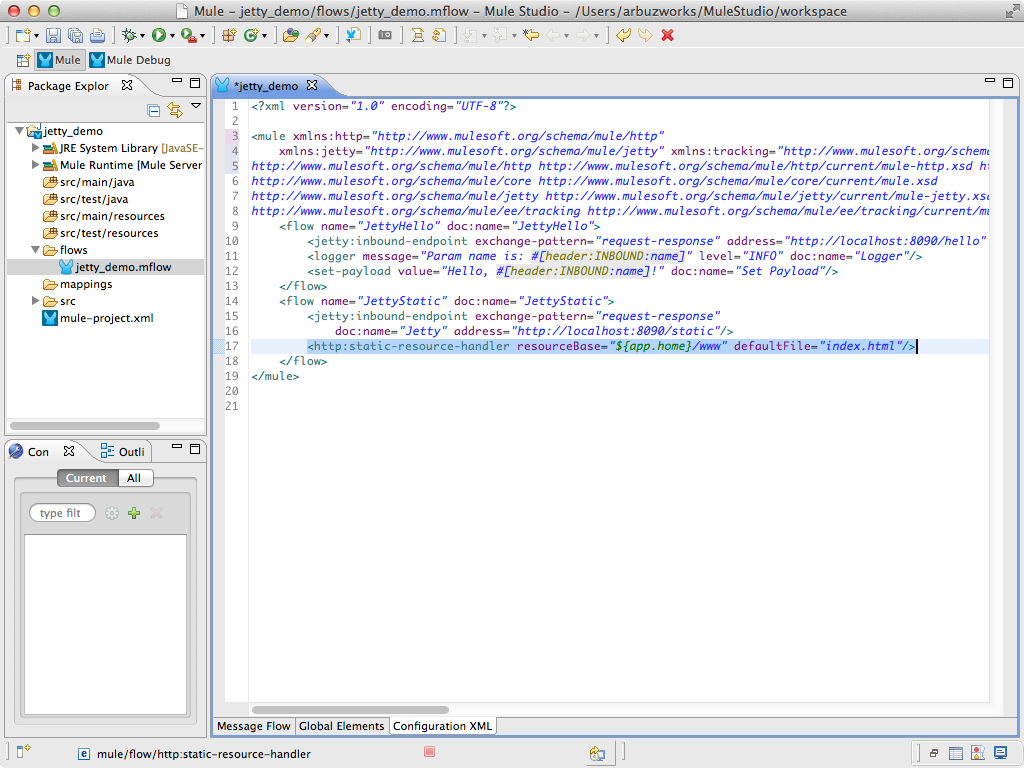 Mule – jetty_demo/flows/jetty_demo.mflow – Mule Studio – /Users/arbuzworks/MuleStudio/workspace
Mule
Mule Debug
Package Explor
jetty_demo
JRE System Library [JavaSE-
Mule Runtime [Mule Server
src/main/java
src/test/java
src/main/resources
src/test/resources
flows
jetty_demo.mflow
mappings
src
mule-project.xml
*jetty_demo
1 <?xml version="1.0" encoding="UTF-8"?>
2
3 <mule xmlns:http="http://www.mulesoft.org/schema/mule/http"
4 xmlns:jetty="http://www.mulesoft.org/schema/mule/jetty" xmlns:tracking="http://www.mulesoft.org/schem
5 http://www.mulesoft.org/schema/mule/http http://www.mulesoft.org/schema/mule/http/current/mule-http.xsd ht
6 http://www.mulesoft.org/schema/mule/core http://www.mulesoft.org/schema/mule/core/current/mule.xsd
7 http://www.mulesoft.org/schema/mule/jetty http://www.mulesoft.org/schema/mule/jetty/current/mule-jetty.xsd
8 http://www.mulesoft.org/schema/mule/ee/tracking http://www.mulesoft.org/schema/mule/ee/tracking/current/mu
9 <flow name="JettyHello" doc:name="JettyHello">
10 <jetty:inbound-endpoint exchange-pattern="request-response" address="http://localhost:8090/hello"
11 <logger message="Param name is: #[header:INBOUND:name]" level="INFO" doc:name="Logger"/>
12 <set-payload value="Hello, #[header:INBOUND:name]!" doc:name="Set Payload"/>
13 </flow>
14 <flow name="JettyStatic" doc:name="JettyStatic">
15 <jetty:inbound-endpoint exchange-pattern="request-response"
16 doc:name="Jetty" address="http://localhost:8090/static"/>
17 <http:static-resource-handler resourceBase="${app.home}/www" defaultFile="index.html"/>
18 </flow>
19 </mule>
20
21
Con
Outli
Current
All
type filt
Message Flow
Global Elements
Configuration XML
mule/flow/http:static-resource-handler